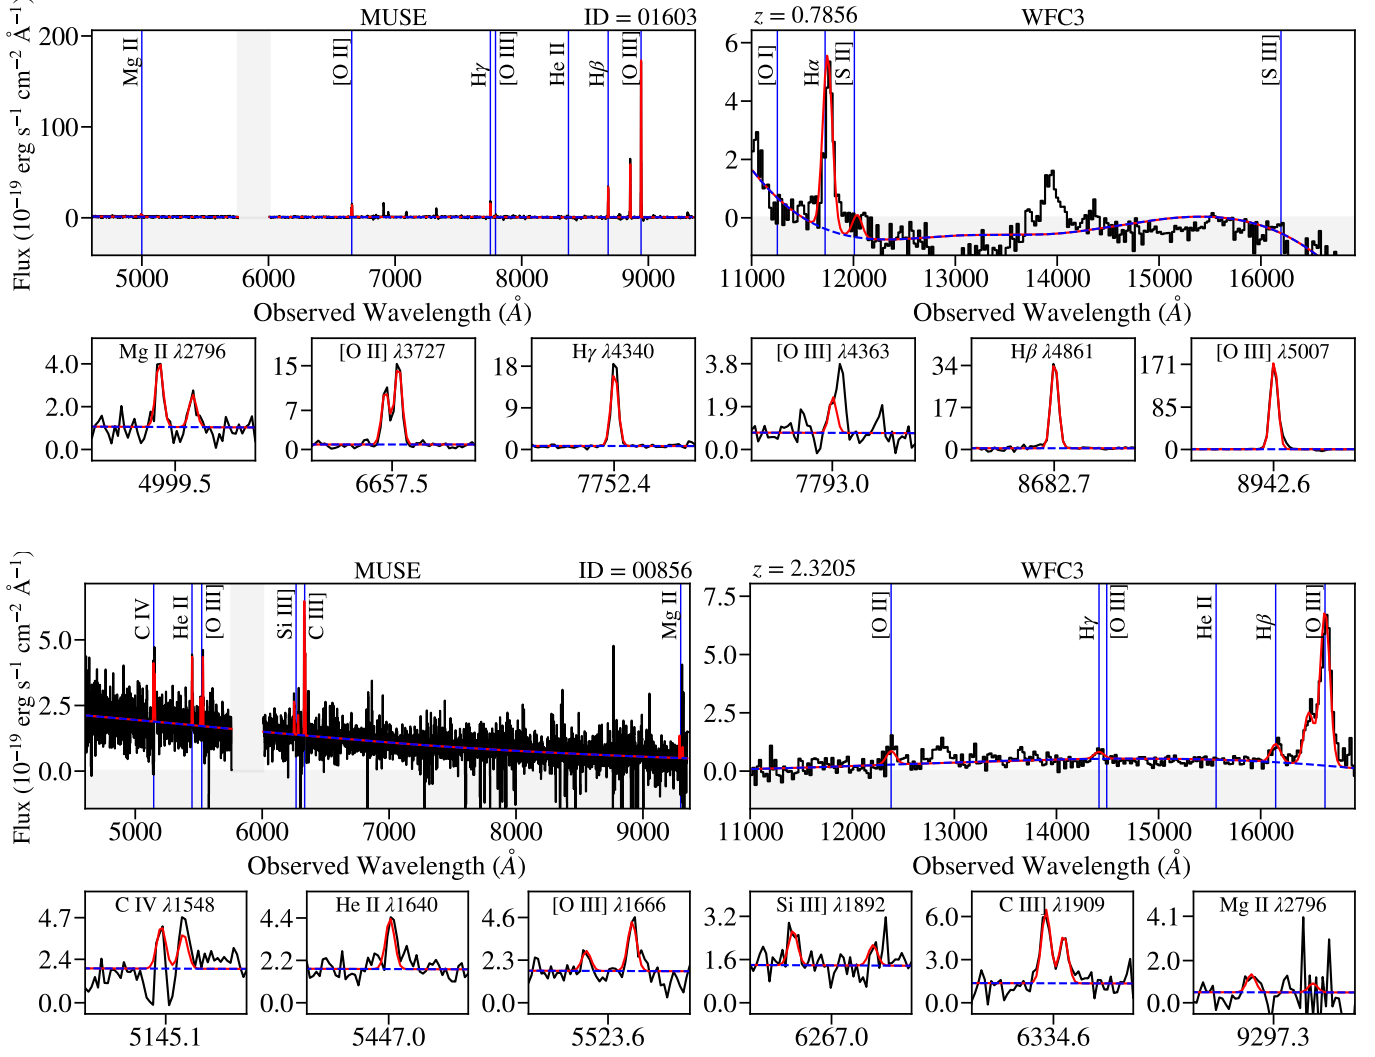 MUSE ID = 01603
z = 0.7856 WFC3
Flux (10⁻¹⁹ erg s⁻¹ cm⁻² Å⁻¹)
200
100
0
Mg II
[O II]
Hγ
[O III]
He II
Hβ
[O III]
5000 6000 7000 8000 9000
Observed Wavelength (Å)
6
4
2
0
[O I]
Hα
[S II]
[S III]
11000 12000 13000 14000 15000 16000
Observed Wavelength (Å)
Mg II λ2796
4.0
2.0
0.0
4999.5
[O II] λ3727
15
7
0
6657.5
Hγ λ4340
18
9
0
7752.4
[O III] λ4363
3.8
1.9
0.0
7793.0
Hβ λ4861
34
17
0
8682.7
[O III] λ5007
171
85
0
8942.6
MUSE ID = 00856
z = 2.3205 WFC3
Flux (10⁻¹⁹ erg s⁻¹ cm⁻² Å⁻¹)
5.0
2.5
0.0
C IV
He II
[O III]
Si III]
C III]
Mg II
5000 6000 7000 8000 9000
Observed Wavelength (Å)
7.5
5.0
2.5
0.0
[O II]
Hγ
[O III]
He II
Hβ
[O III]
11000 12000 13000 14000 15000 16000
Observed Wavelength (Å)
C IV λ1548
4.7
2.4
0.0
5145.1
He II λ1640
4.4
2.2
0.0
5447.0
[O III] λ1666
4.6
2.3
0.0
5523.6
Si III] λ1892
3.2
1.6
0.0
6267.0
C III] λ1909
6.0
3.0
0.0
6334.6
Mg II λ2796
4.1
2.0
0.0
9297.3